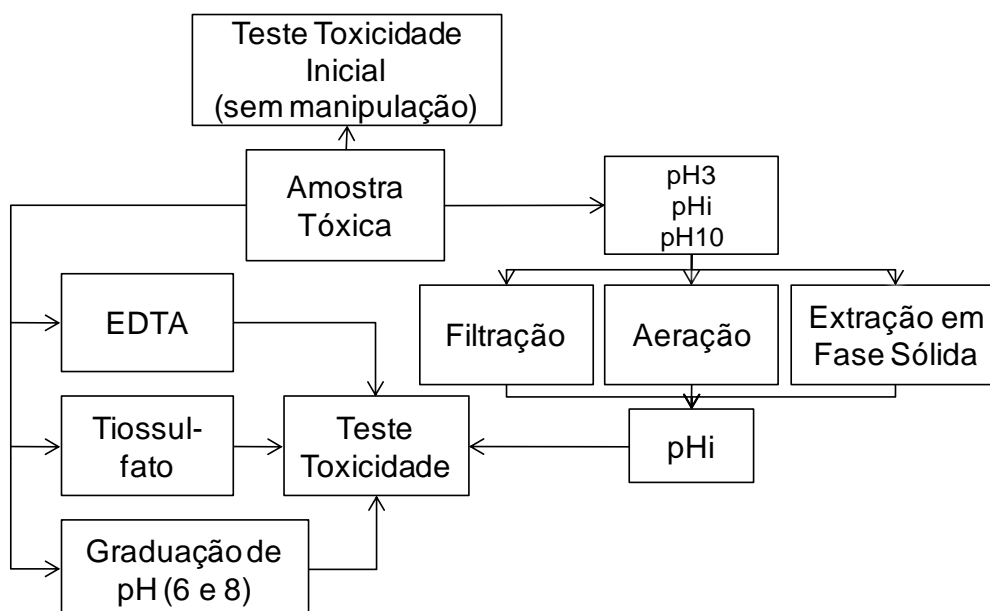 Teste Toxicidade
Inicial
(sem manipulação)
Amostra
Tóxica
pH3
pHi
pH10
EDTA
Filtração
Aeração
Extração em
Fase Sólida
Tiossul-
fato
Teste
Toxicidade
pHi
Graduação de
pH (6 e 8)